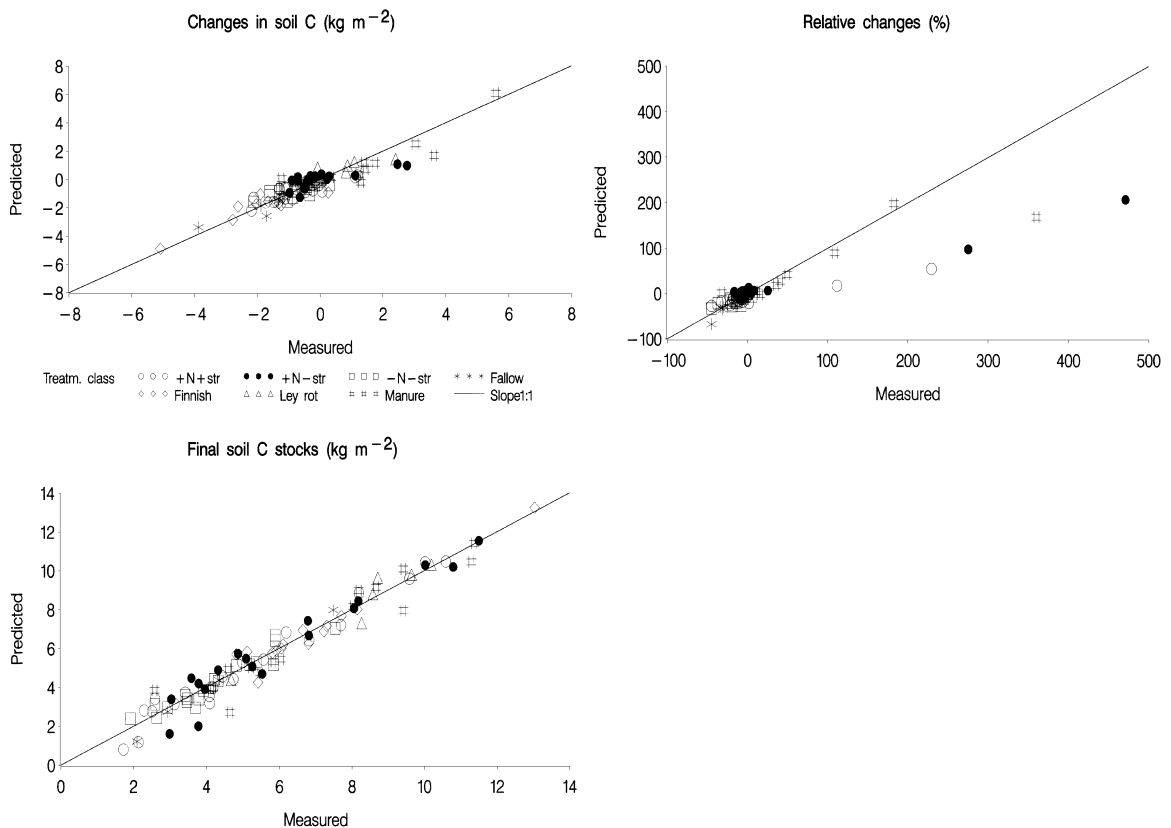 Changes in soil C (kg m−2)
8
6
4
2
0
−2
−4
−6
−8
Predicted
−8 −6 −4 −2 0 2 4 6 8
Measured
Relative changes (%)
500
400
300
200
100
0
−100
Predicted
−100 0 100 200 300 400 500
Measured
Treatm. class +N+str +N−str −N−str Fallow
Finnish Ley rot Manure Slope1:1
Final soil C stocks (kg m−2)
14
12
10
8
6
4
2
0
Predicted
0 2 4 6 8 10 12 14
Measured